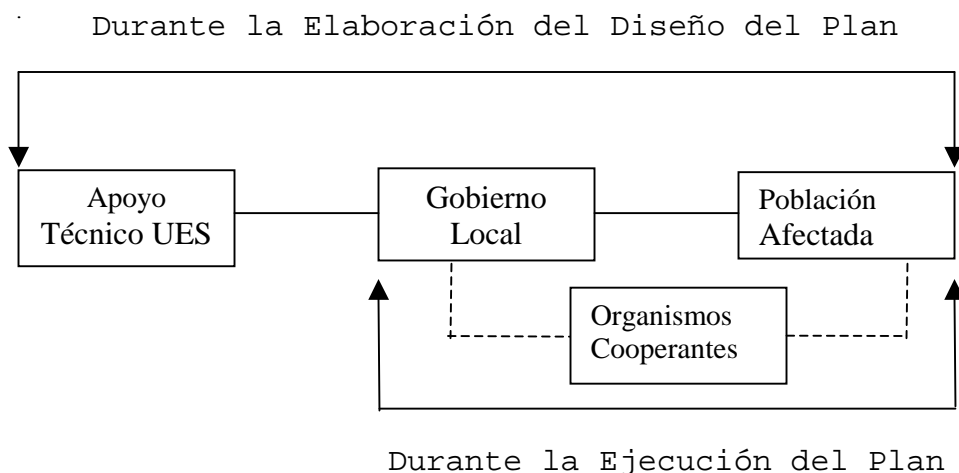 Durante la Elaboración del Diseño del Plan
Apoyo
Técnico UES
Gobierno
Local
Población
Afectada
Organismos
Cooperantes
Durante la Ejecución del Plan